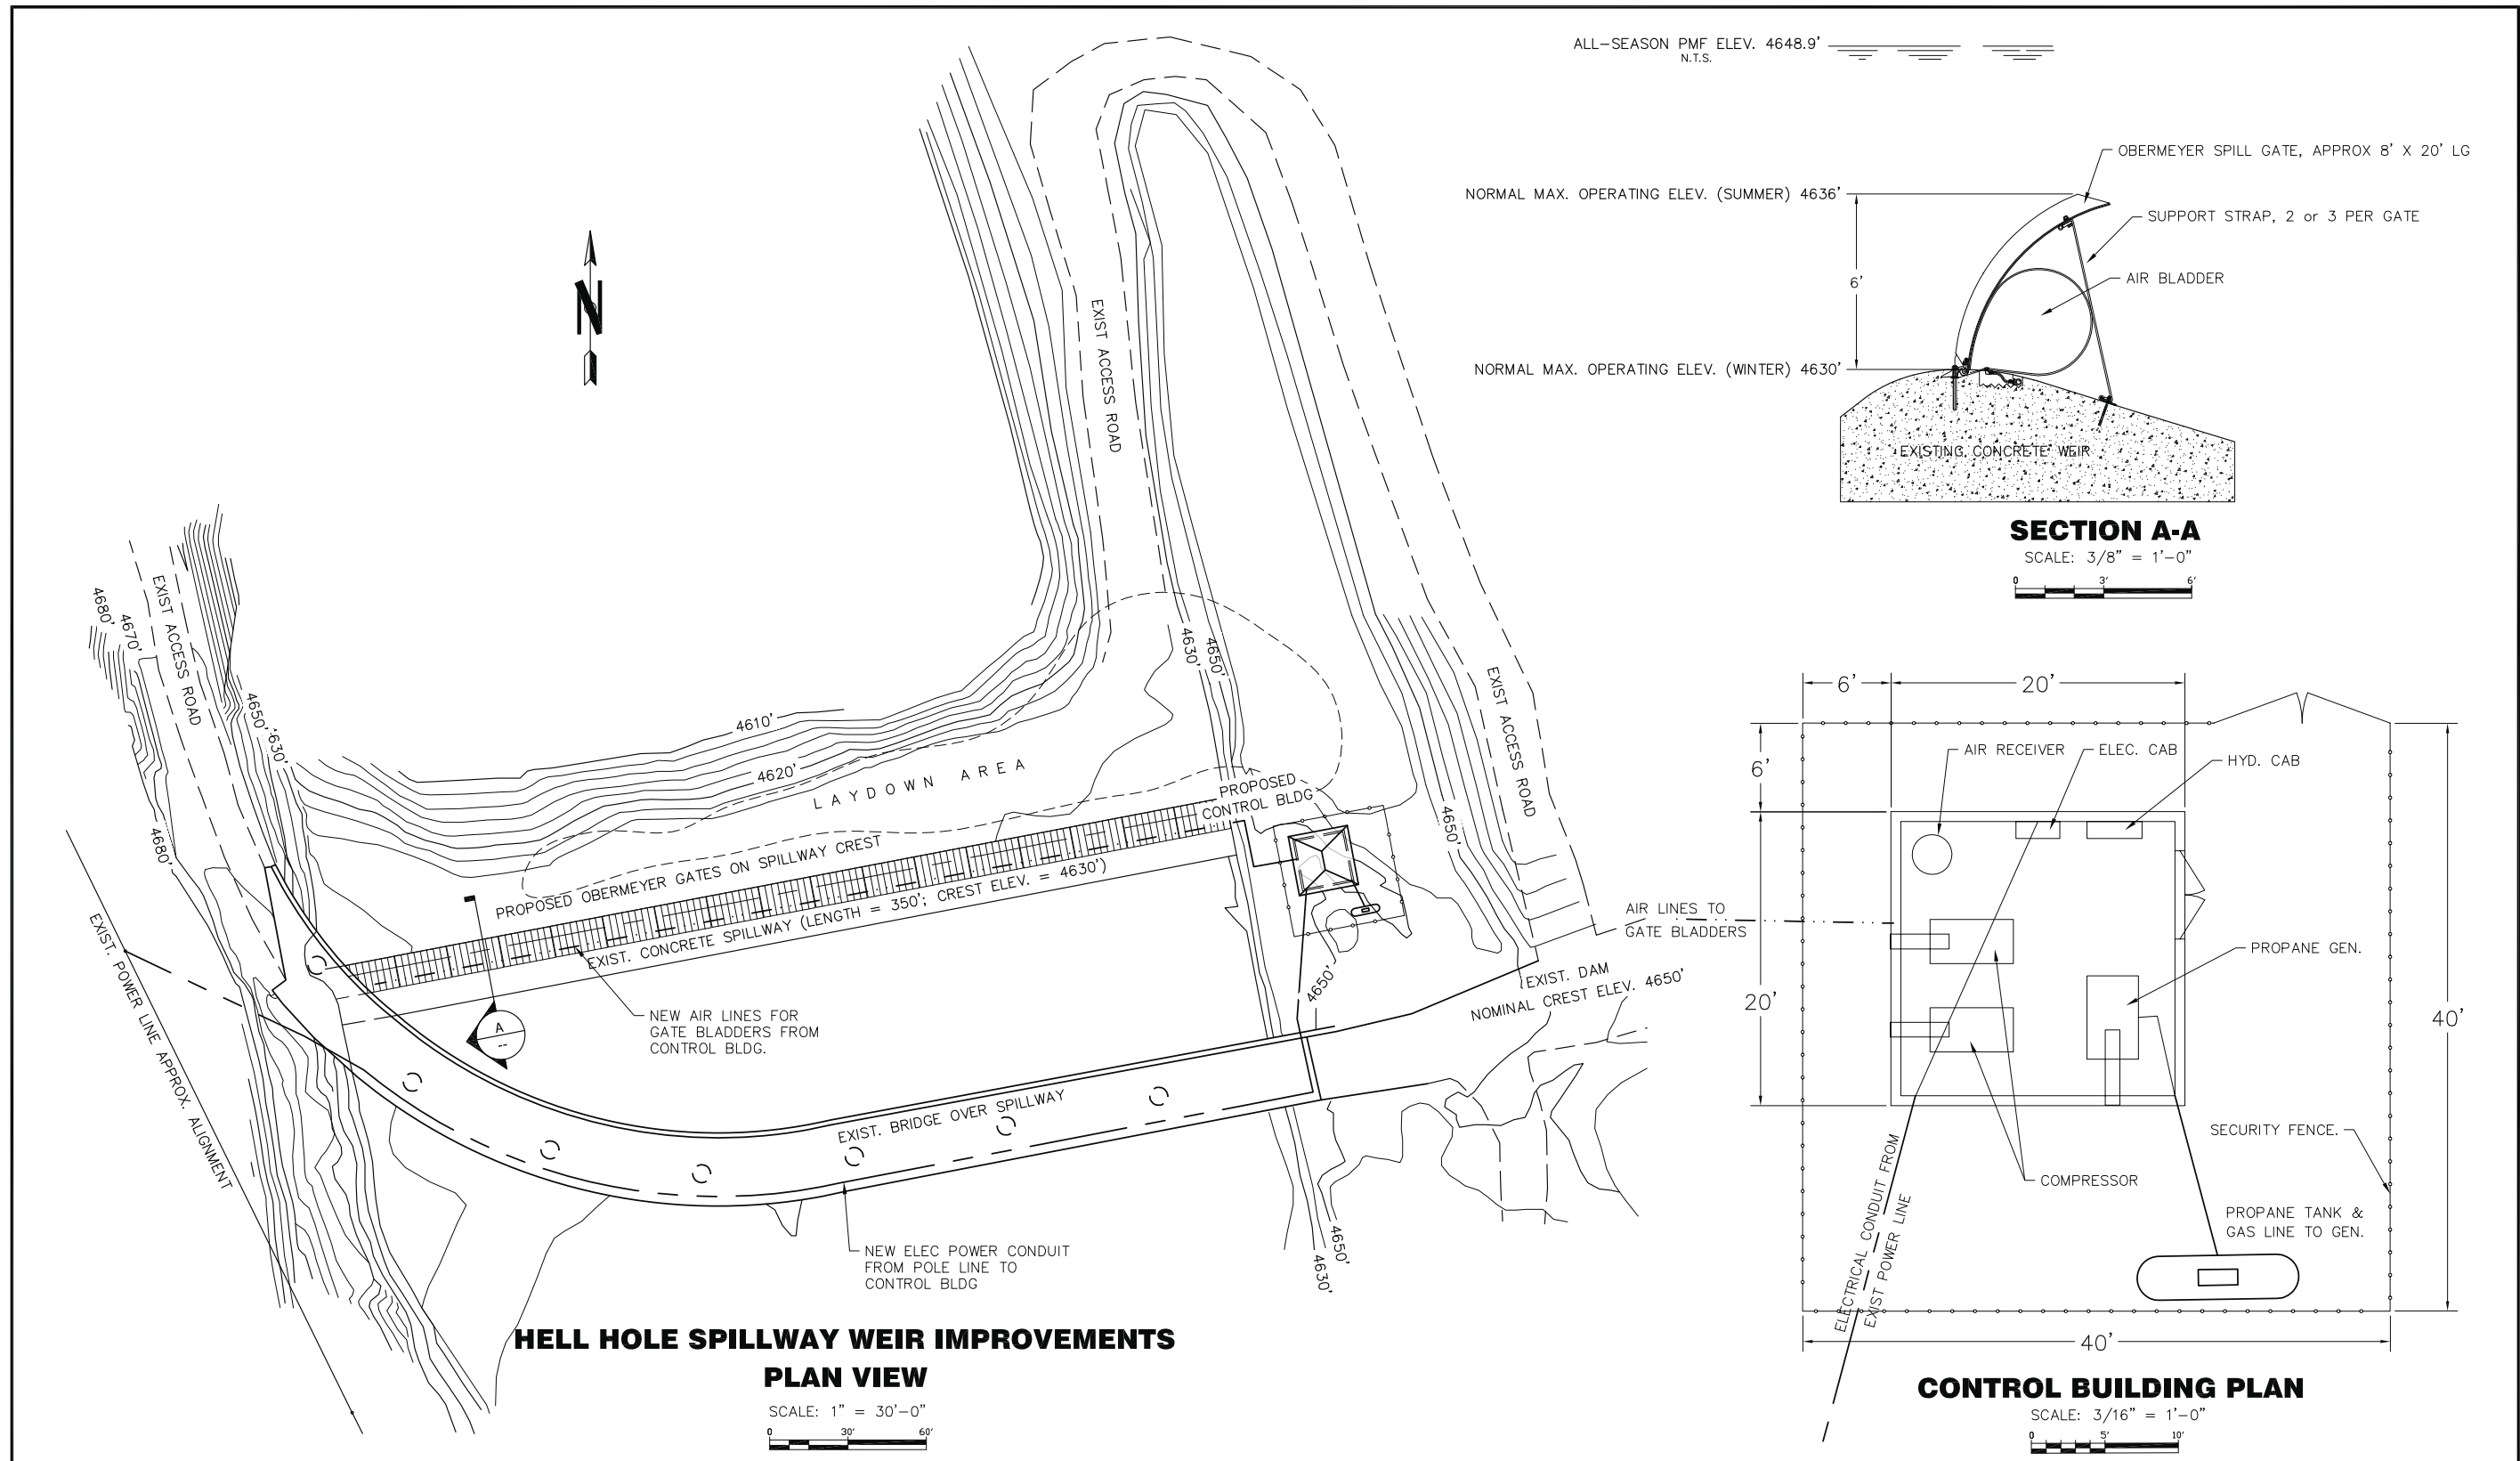 ALL-SEASON PMF ELEV. 4648.9'
N.T.S.
OBERMEYER SPILL GATE, APPROX 8' X 20' LG
NORMAL MAX. OPERATING ELEV. (SUMMER) 4636'
SUPPORT STRAP, 2 or 3 PER GATE
AIR BLADDER
6'
NORMAL MAX. OPERATING ELEV. (WINTER) 4630'
EXISTING CONCRETE WEIR
SECTION A-A
SCALE: 3/8" = 1'-0"
0 3' 6'
N
EXIST ACCESS ROAD
EXIST ACCESS ROAD
EXIST ACCESS ROAD
4680'
4670'
4650'
4630'
4680'
4610'
4620'
4630'
4650'
4650'
LAYDOWN AREA
PROPOSED
CONTROL BLDG
PROPOSED OBERMEYER GATES ON SPILLWAY CREST
EXIST. CONCRETE SPILLWAY (LENGTH = 350'; CREST ELEV. = 4630')
EXIST. POWER LINE APPROX. ALIGNMENT
A
--
NEW AIR LINES FOR
GATE BLADDERS FROM
CONTROL BLDG.
4650'
EXIST. DAM
NOMINAL CREST ELEV. 4650'
EXIST. BRIDGE OVER SPILLWAY
NEW ELEC POWER CONDUIT
FROM POLE LINE TO
CONTROL BLDG
4650'
4630'
HELL HOLE SPILLWAY WEIR IMPROVEMENTS
PLAN VIEW
SCALE: 1" = 30'-0"
0 30' 60'
6'
20'
6'
AIR RECEIVER
ELEC. CAB
HYD. CAB
AIR LINES TO
GATE BLADDERS
PROPANE GEN.
20'
40'
SECURITY FENCE.
COMPRESSOR
PROPANE TANK &
GAS LINE TO GEN.
ELECTRICAL CONDUIT FROM
EXIST POWER LINE
40'
CONTROL BUILDING PLAN
SCALE: 3/16" = 1'-0"
0 5' 10'